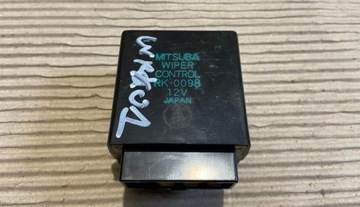 MITSUBA
WIPER
CONTROL
RK-0098
12V
JAPAN